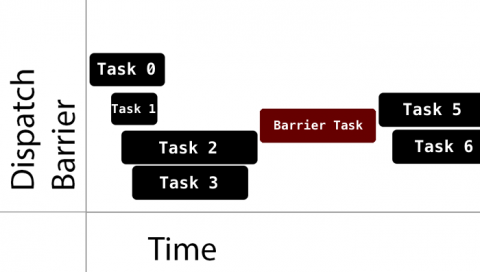 Dispatch
Barrier
Task 0
Task 1
Task 2
Task 3
Barrier Task
Task 5
Task 6
Time